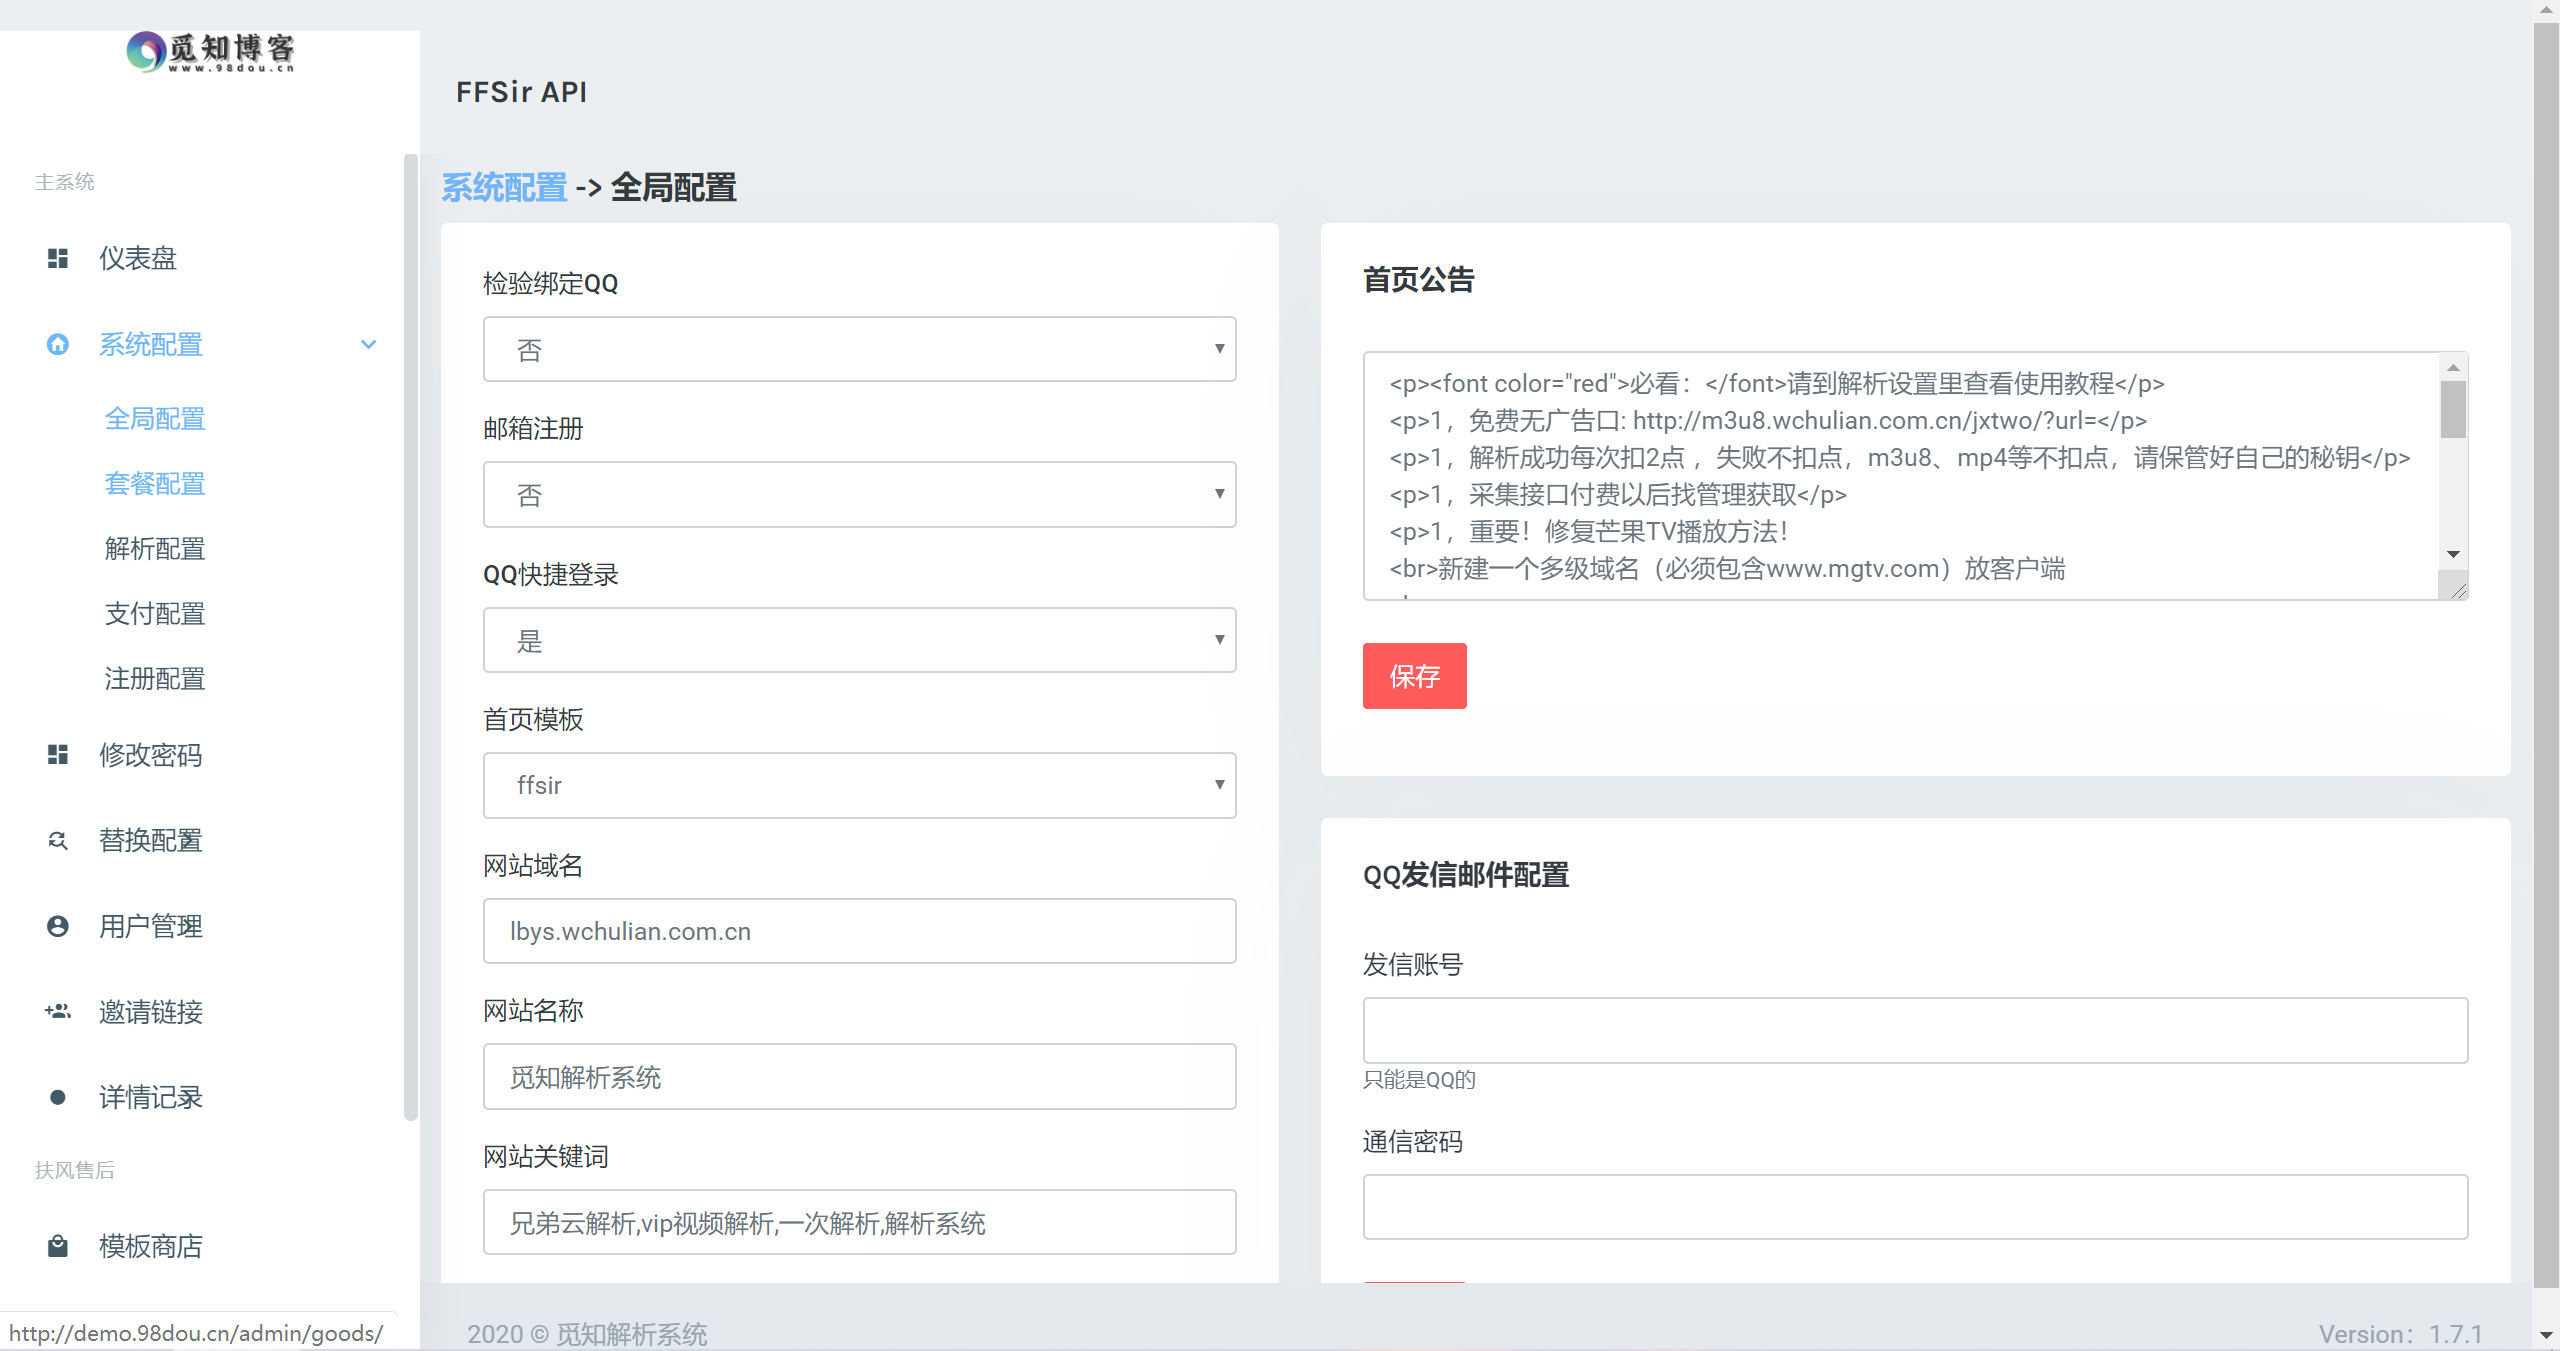 觅知博客
www.98dou.cn
主系统
仪表盘
系统配置
全局配置
套餐配置
解析配置
支付配置
注册配置
修改密码
替换配置
用户管理
邀请链接
详情记录
扶风售后
模板商店
http://demo.98dou.cn/admin/goods/
FFSir API
系统配置 -> 全局配置
检验绑定QQ
否
邮箱注册
否
QQ快捷登录
是
首页模板
ffsir
网站域名
lbys.wchulian.com.cn
网站名称
觅知解析系统
网站关键词
兄弟云解析,vip视频解析,一次解析,解析系统
首页公告
<p><font color="red">必看：</font>请到解析设置里查看使用教程</p>
<p>1，免费无广告口: http://m3u8.wchulian.com.cn/jxtwo/?url=</p>
<p>1，解析成功每次扣2点 ，失败不扣点，m3u8、mp4等不扣点，请保管好自己的秘钥</p>
<p>1，采集接口付费以后找管理获取</p>
<p>1，重要！修复芒果TV播放方法！
<br>新建一个多级域名（必须包含www.mgtv.com）放客户端
保存
QQ发信邮件配置
发信账号
只能是QQ的
通信密码
2020 © 觅知解析系统
Version：1.7.1